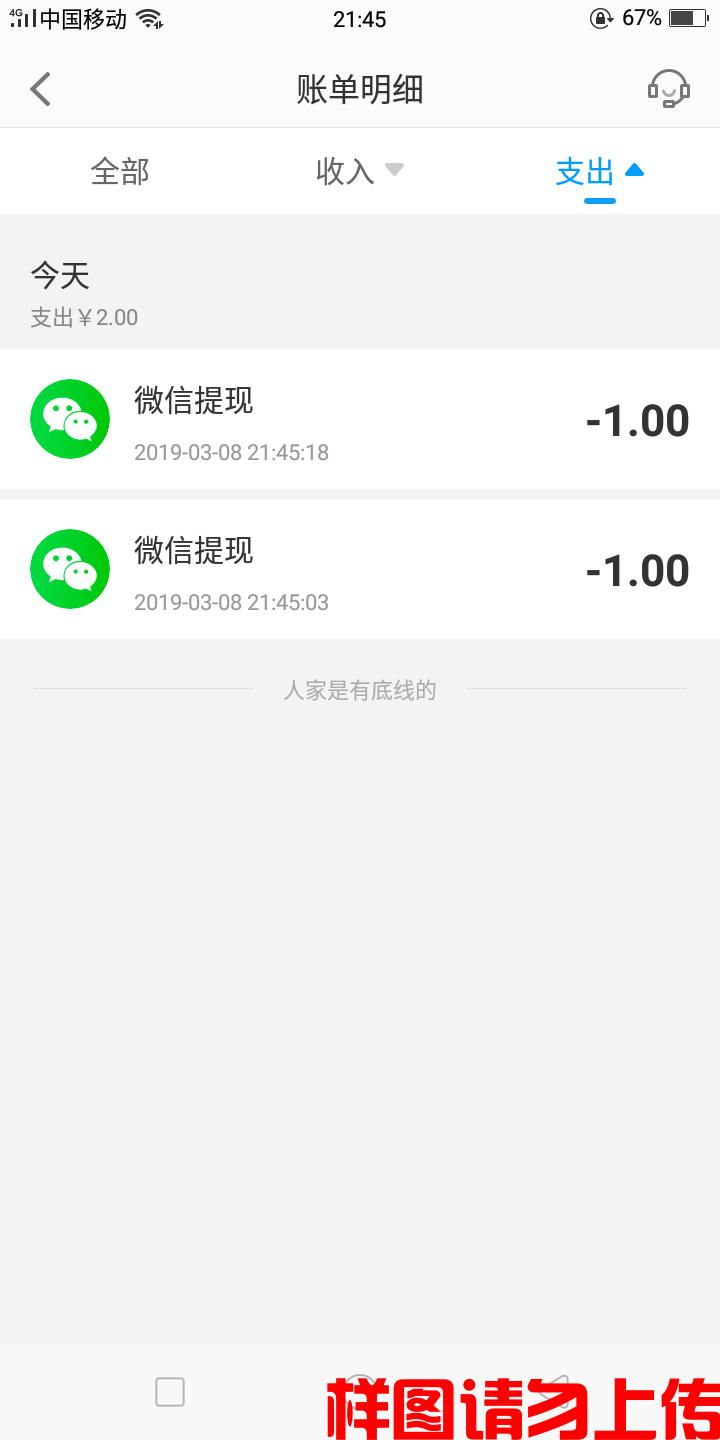 4G 中国移动 21:45 67%
账单明细
全部 收入 支出
今天
支出￥2.00
微信提现
-1.00
2019-03-08 21:45:18
微信提现
-1.00
2019-03-08 21:45:03
人家是有底线的
样图请勿上传